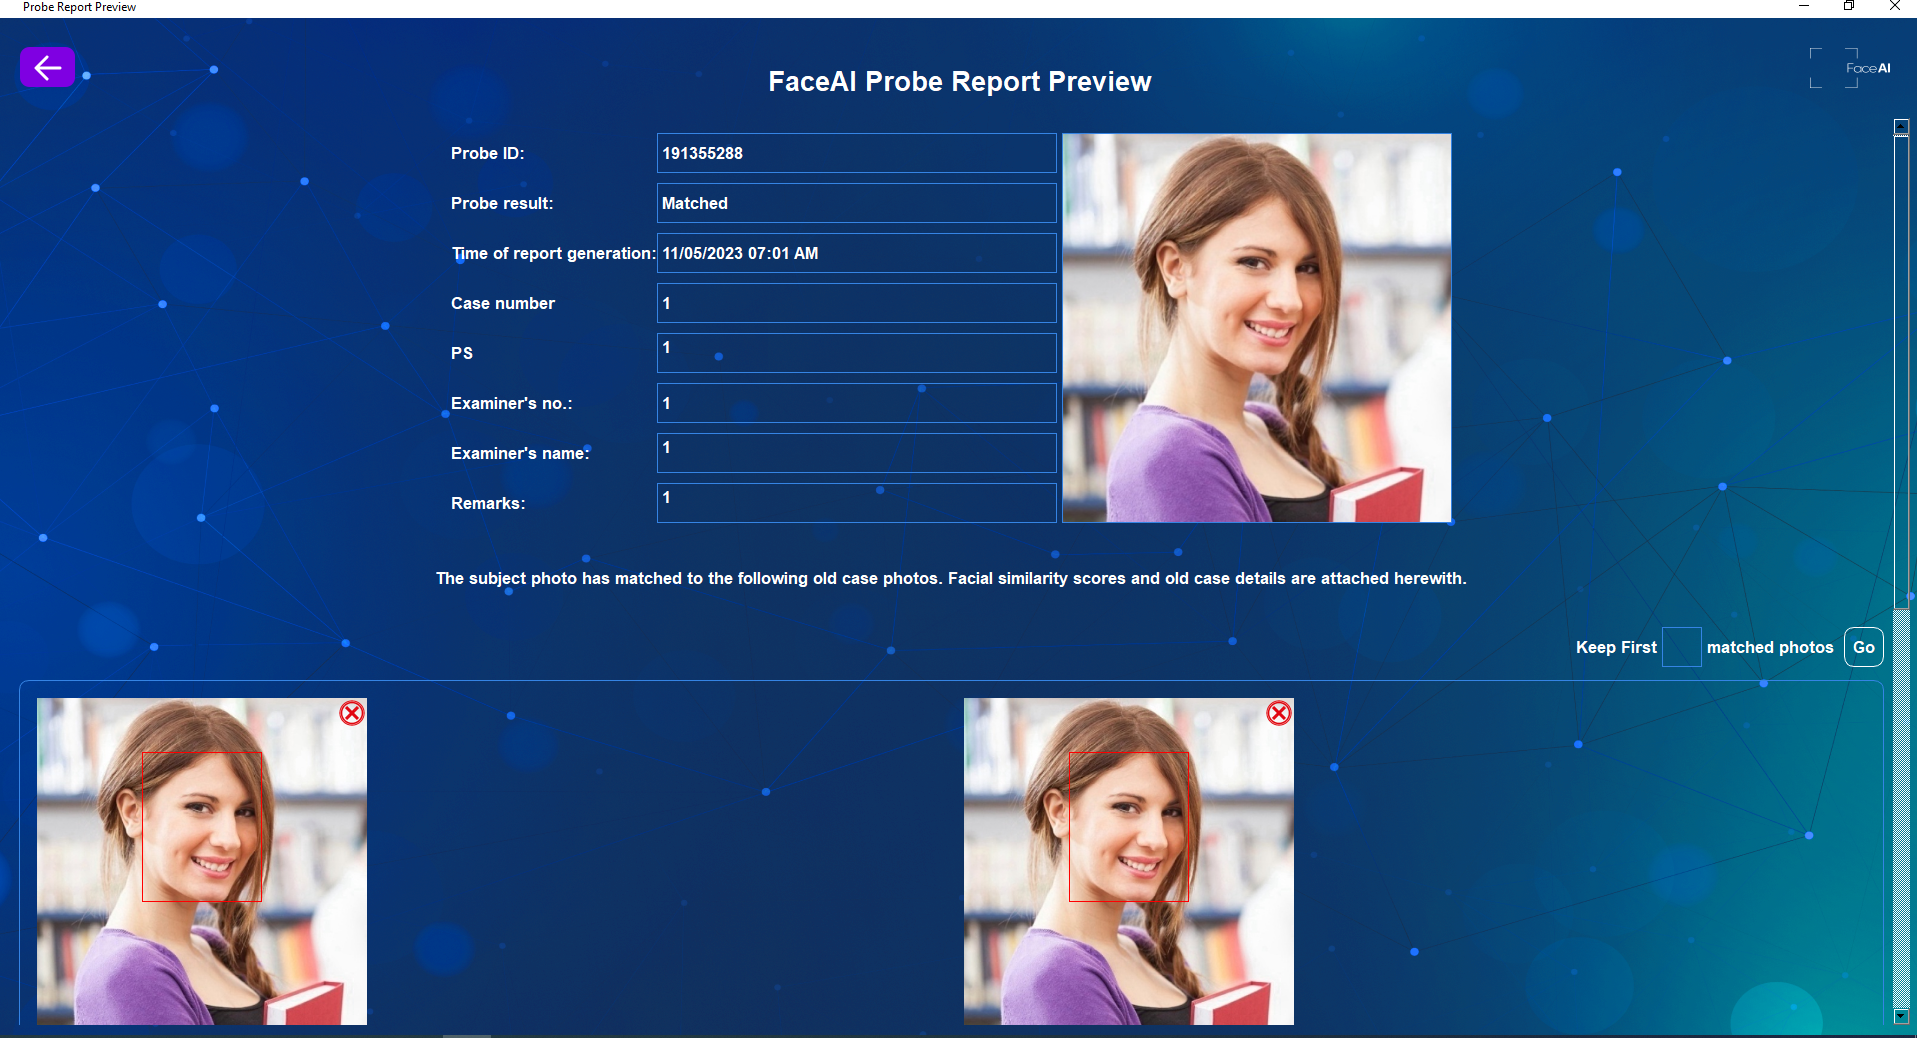 Probe Report Preview
FaceAI Probe Report Preview
FaceAI
Probe ID: 191355288
Probe result: Matched
Time of report generation: 11/05/2023 07:01 AM
Case number 1
PS 1
Examiner's no.: 1
Examiner's name: 1
Remarks: 1
The subject photo has matched to the following old case photos. Facial similarity scores and old case details are attached herewith.
Keep First matched photos Go